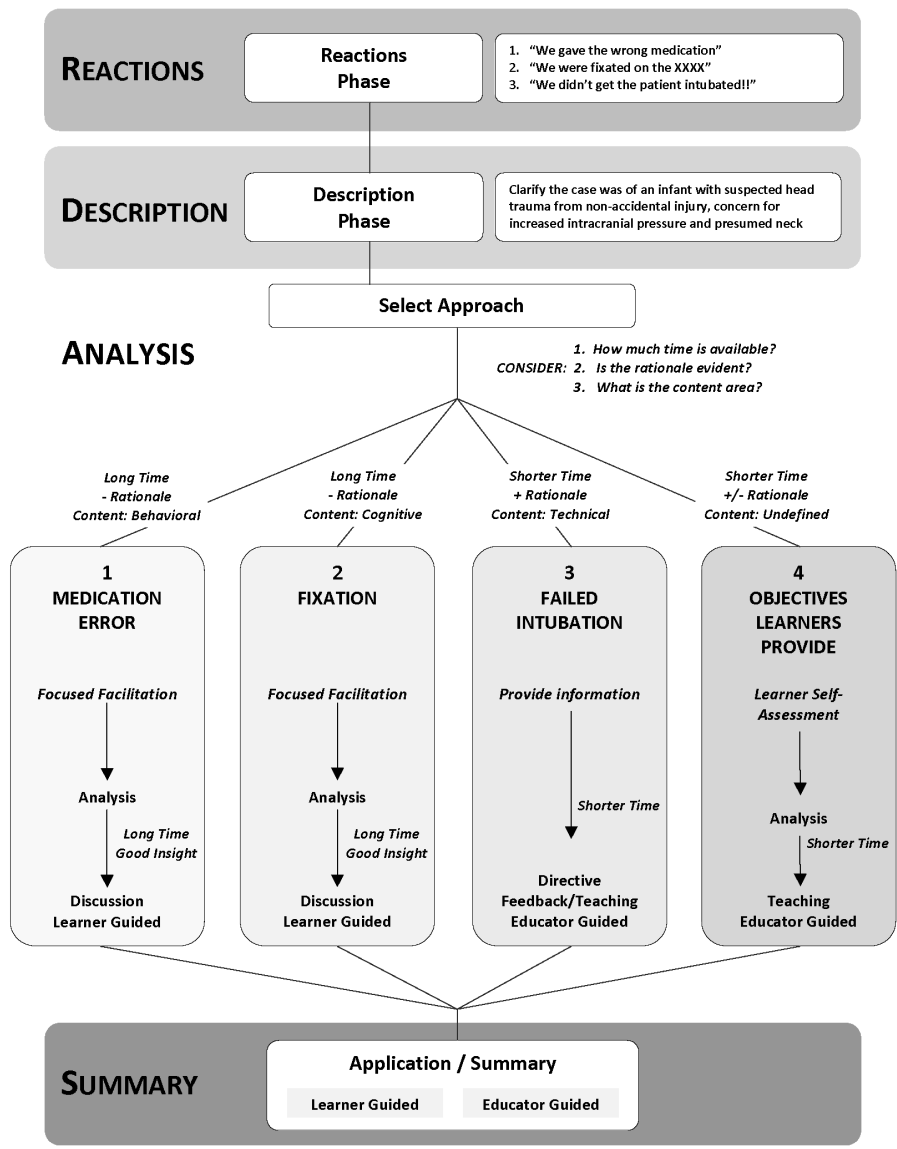 REACTIONS
Reactions
Phase
1. “We gave the wrong medication”
2. “We were fixated on the XXXX”
3. “We didn’t get the patient intubated!!”
DESCRIPTION
Description
Phase
Clarify the case was of an infant with suspected head
trauma from non-accidental injury, concern for
increased intracranial pressure and presumed neck
Select Approach
ANALYSIS
1. How much time is available?
CONSIDER: 2. Is the rationale evident?
3. What is the content area?
Long Time
- Rationale
Content: Behavioral
Long Time
- Rationale
Content: Cognitive
Shorter Time
+ Rationale
Content: Technical
Shorter Time
+/- Rationale
Content: Undefined
1
MEDICATION
ERROR
Focused Facilitation
Analysis
Long Time
Good Insight
Discussion
Learner Guided
2
FIXATION
Focused Facilitation
Analysis
Long Time
Good Insight
Discussion
Learner Guided
3
FAILED
INTUBATION
Provide information
Shorter Time
Directive
Feedback/Teaching
Educator Guided
4
OBJECTIVES
LEARNERS
PROVIDE
Learner Self-
Assessment
Analysis
Shorter Time
Teaching
Educator Guided
SUMMARY
Application / Summary
Learner Guided
Educator Guided